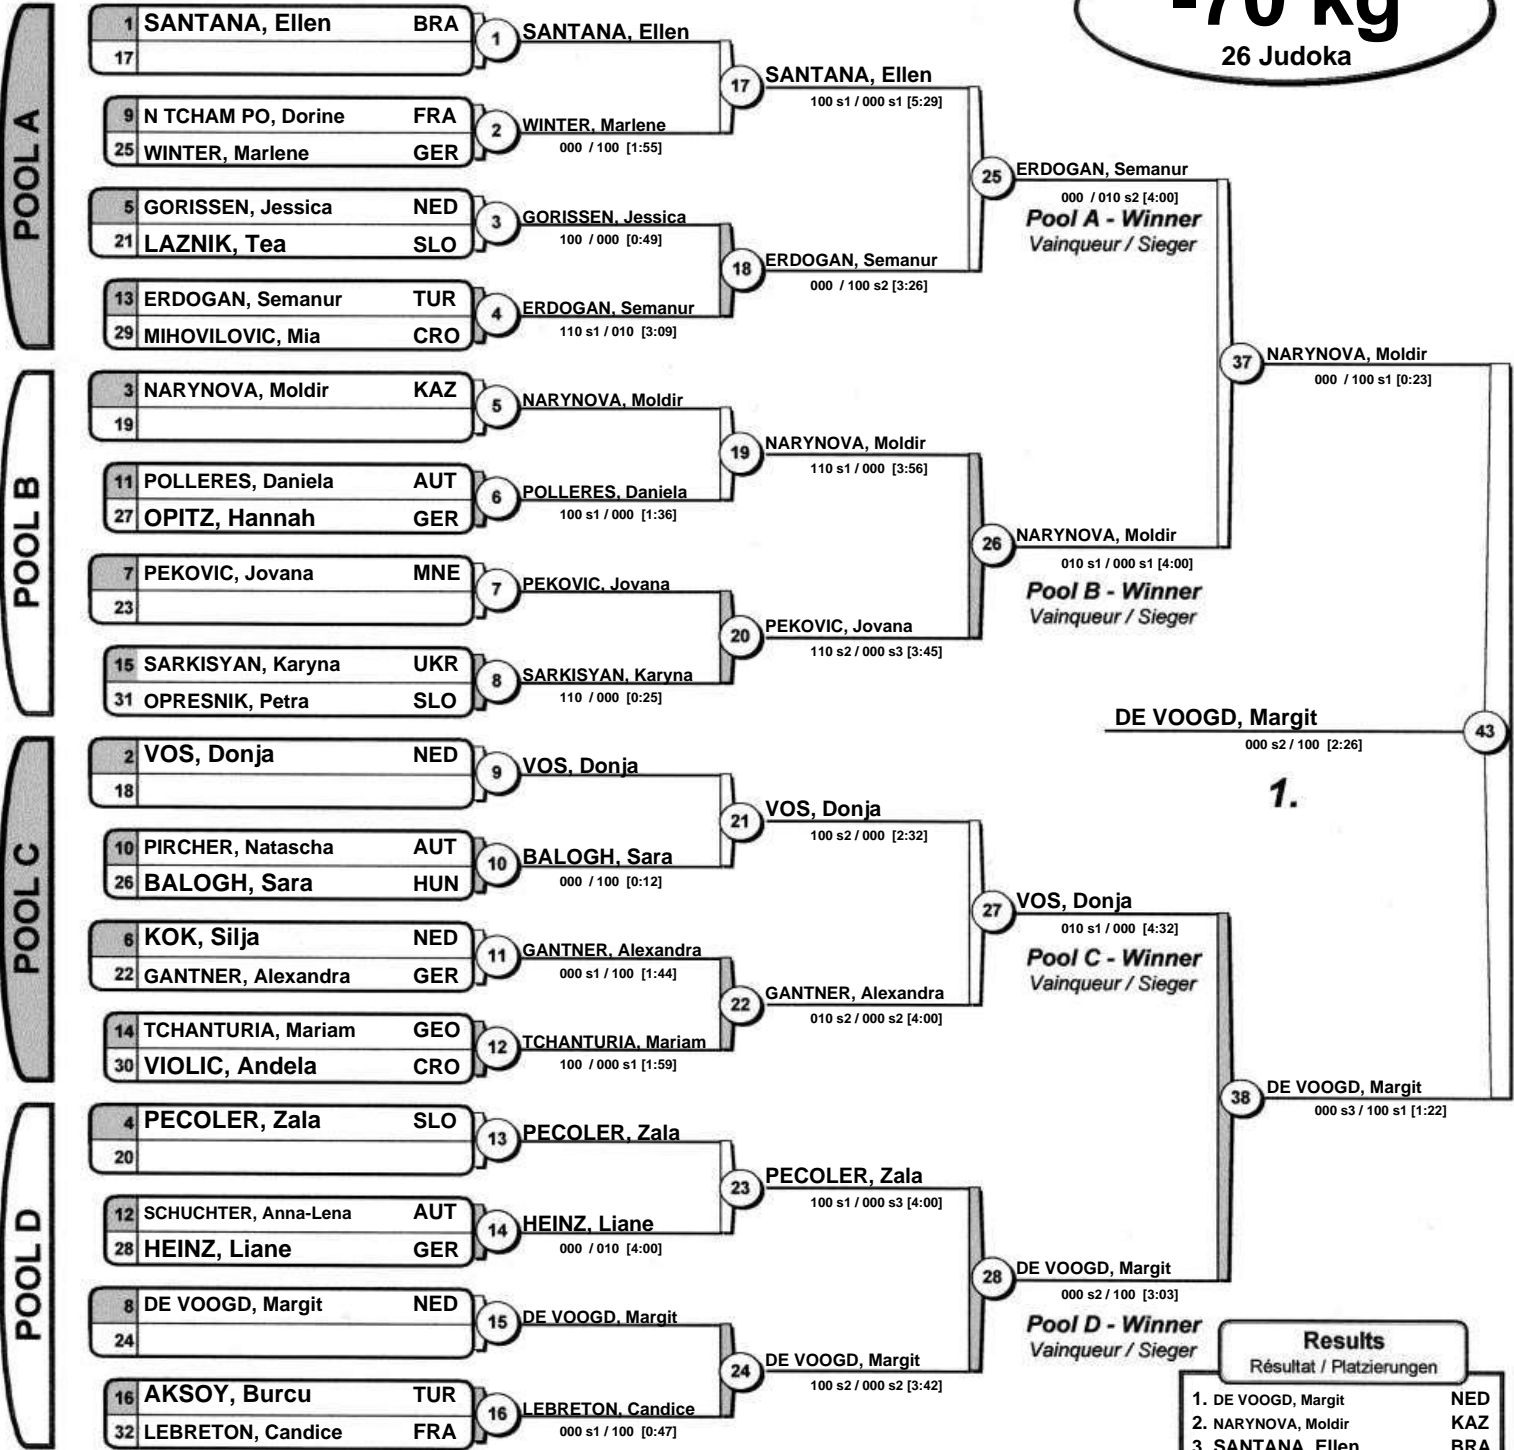 -70 kg
26 Judoka
POOL A
1 SANTANA, Ellen BRA
17
9 N TCHAM PO, Dorine FRA
25 WINTER, Marlene GER
5 GORISSEN, Jessica NED
21 LAZNIK, Tea SLO
13 ERDOGAN, Semanur TUR
29 MIHOVILOVIC, Mia CRO
POOL B
3 NARYNOVA, Moldir KAZ
19
11 POLLERES, Daniela AUT
27 OPITZ, Hannah GER
7 PEKOVIC, Jovana MNE
23
15 SARKISYAN, Karyna UKR
31 OPRESNIK, Petra SLO
POOL C
2 VOS, Donja NED
18
10 PIRCHER, Natascha AUT
26 BALOGH, Sara HUN
6 KOK, Silja NED
22 GANTNER, Alexandra GER
14 TCHANTURIA, Mariam GEO
30 VIOLIC, Andela CRO
POOL D
4 PECOLER, Zala SLO
20
12 SCHUCHTER, Anna-Lena AUT
28 HEINZ, Liane GER
8 DE VOOGD, Margit NED
24
16 AKSOY, Burcu TUR
32 LEBRETON, Candice FRA
1 SANTANA, Ellen
2 WINTER, Marlene
000 / 100 [1:55]
3 GORISSEN, Jessica
100 / 000 [0:49]
4 ERDOGAN, Semanur
110 s1 / 010 [3:09]
5 NARYNOVA, Moldir
6 POLLERES, Daniela
100 s1 / 000 [1:36]
7 PEKOVIC, Jovana
8 SARKISYAN, Karyna
110 / 000 [0:25]
9 VOS, Donja
10 BALOGH, Sara
000 / 100 [0:12]
11 GANTNER, Alexandra
000 s1 / 100 [1:44]
12 TCHANTURIA, Mariam
100 / 000 s1 [1:59]
13 PECOLER, Zala
14 HEINZ, Liane
000 / 010 [4:00]
15 DE VOOGD, Margit
16 LEBRETON, Candice
000 s1 / 100 [0:47]
17 SANTANA, Ellen
100 s1 / 000 s1 [5:29]
18 ERDOGAN, Semanur
000 / 100 s2 [3:26]
19 NARYNOVA, Moldir
110 s1 / 000 [3:56]
20 PEKOVIC, Jovana
110 s2 / 000 s3 [3:45]
21 VOS, Donja
100 s2 / 000 [2:32]
22 GANTNER, Alexandra
010 s2 / 000 s2 [4:00]
23 PECOLER, Zala
100 s1 / 000 s3 [4:00]
24 DE VOOGD, Margit
100 s2 / 000 s2 [3:42]
25 ERDOGAN, Semanur
000 / 010 s2 [4:00]
Pool A - Winner
Vainqueur / Sieger
26 NARYNOVA, Moldir
010 s1 / 000 s1 [4:00]
Pool B - Winner
Vainqueur / Sieger
27 VOS, Donja
010 s1 / 000 [4:32]
Pool C - Winner
Vainqueur / Sieger
28 DE VOOGD, Margit
000 s2 / 100 [3:03]
Pool D - Winner
Vainqueur / Sieger
37 NARYNOVA, Moldir
000 / 100 s1 [0:23]
38 DE VOOGD, Margit
000 s3 / 100 s1 [1:22]
DE VOOGD, Margit 43
000 s2 / 100 [2:26]
1.
Results
Résultat / Platzierungen
1. DE VOOGD, Margit NED
2. NARYNOVA, Moldir KAZ
3. SANTANA, Ellen BRA